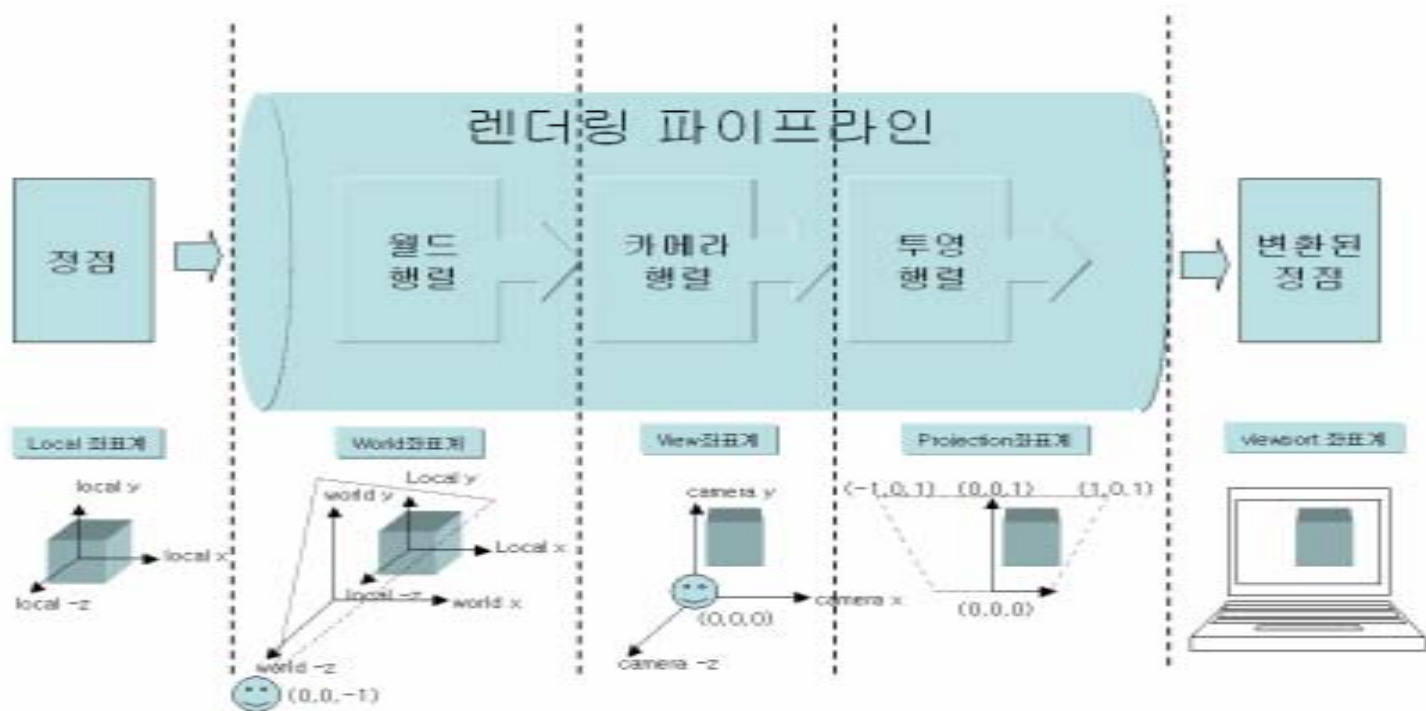 렌더링 파이프라인
정점
월드
행렬
카메라
행렬
투영
행렬
변환된
정점
Local 좌표계
World좌표계
View좌표계
Projection좌표계
viewport 좌표계
local y
local x
local -z
world y
Local y
Local x
local -z
world x
world -z
(0,0,-1)
camera y
camera x
(0,0,0)
camera -z
(-1,0,1) (0,0,1) (1,0,1)
(0,0,0)